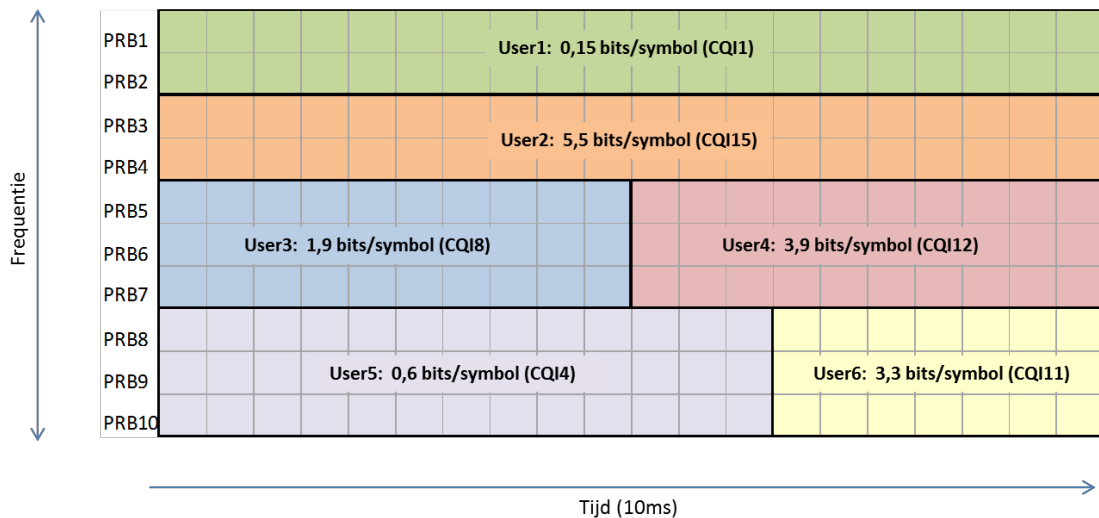 Frequentie
PRB1
PRB2
PRB3
PRB4
PRB5
PRB6
PRB7
PRB8
PRB9
PRB10
User1: 0,15 bits/symbol (CQI1)
User2: 5,5 bits/symbol (CQI15)
User3: 1,9 bits/symbol (CQI8)
User4: 3,9 bits/symbol (CQI12)
User5: 0,6 bits/symbol (CQI4)
User6: 3,3 bits/symbol (CQI11)
Tijd (10ms)